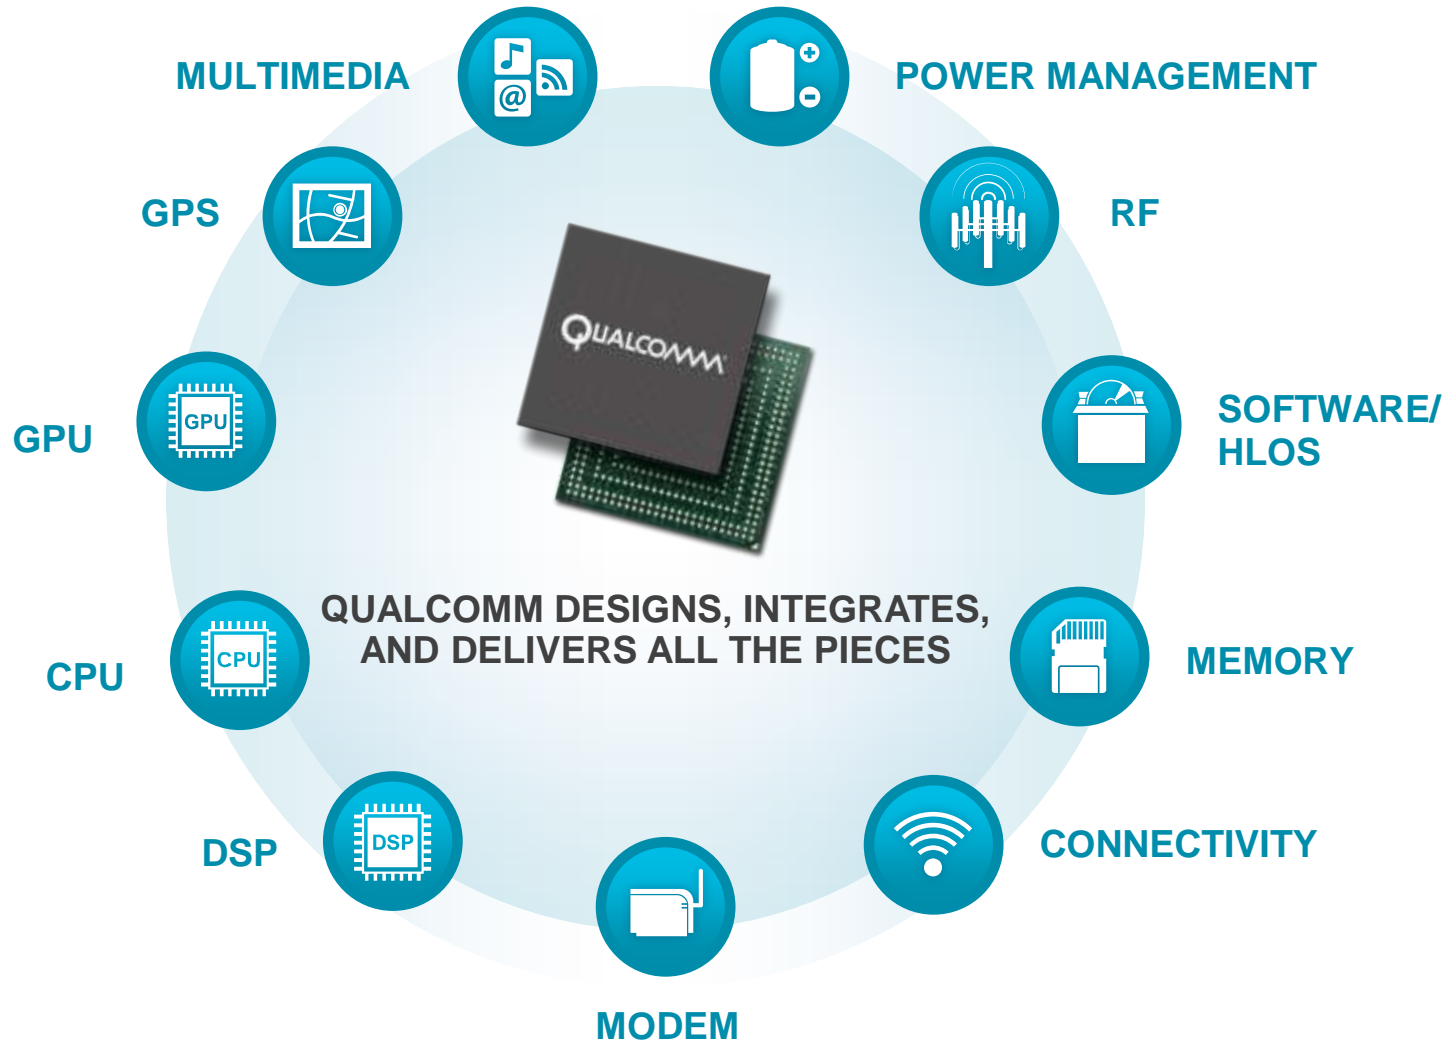 MULTIMEDIA
@
POWER MANAGEMENT
GPS
RF
QUALCOMM
GPU
GPU
SOFTWARE/
HLOS
QUALCOMM DESIGNS, INTEGRATES,
AND DELIVERS ALL THE PIECES
CPU
CPU
MEMORY
DSP
DSP
CONNECTIVITY
MODEM